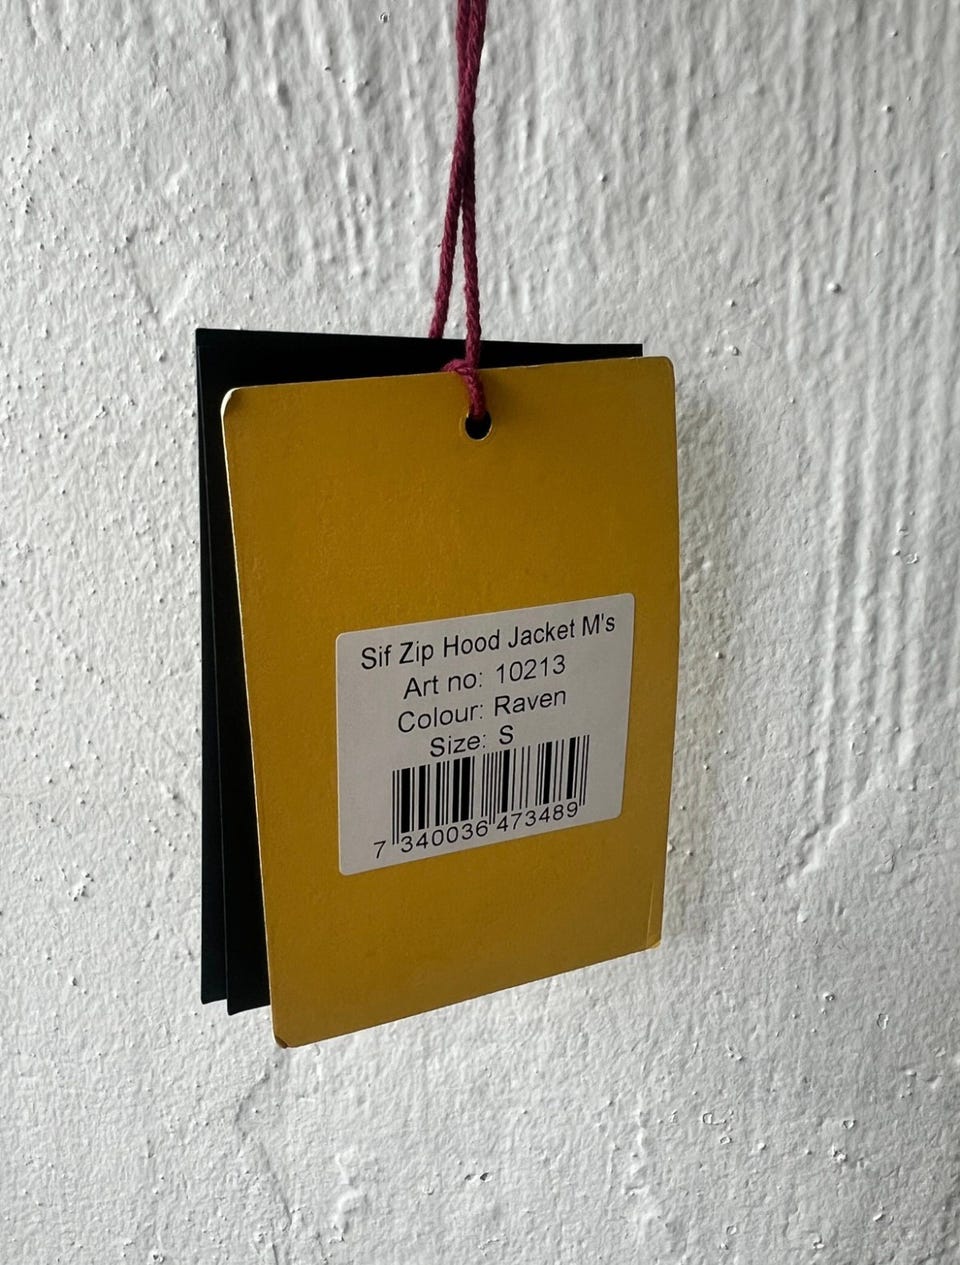 Sif Zip Hood Jacket M's
Art no: 10213
Colour: Raven
Size: S
7 340036 473489